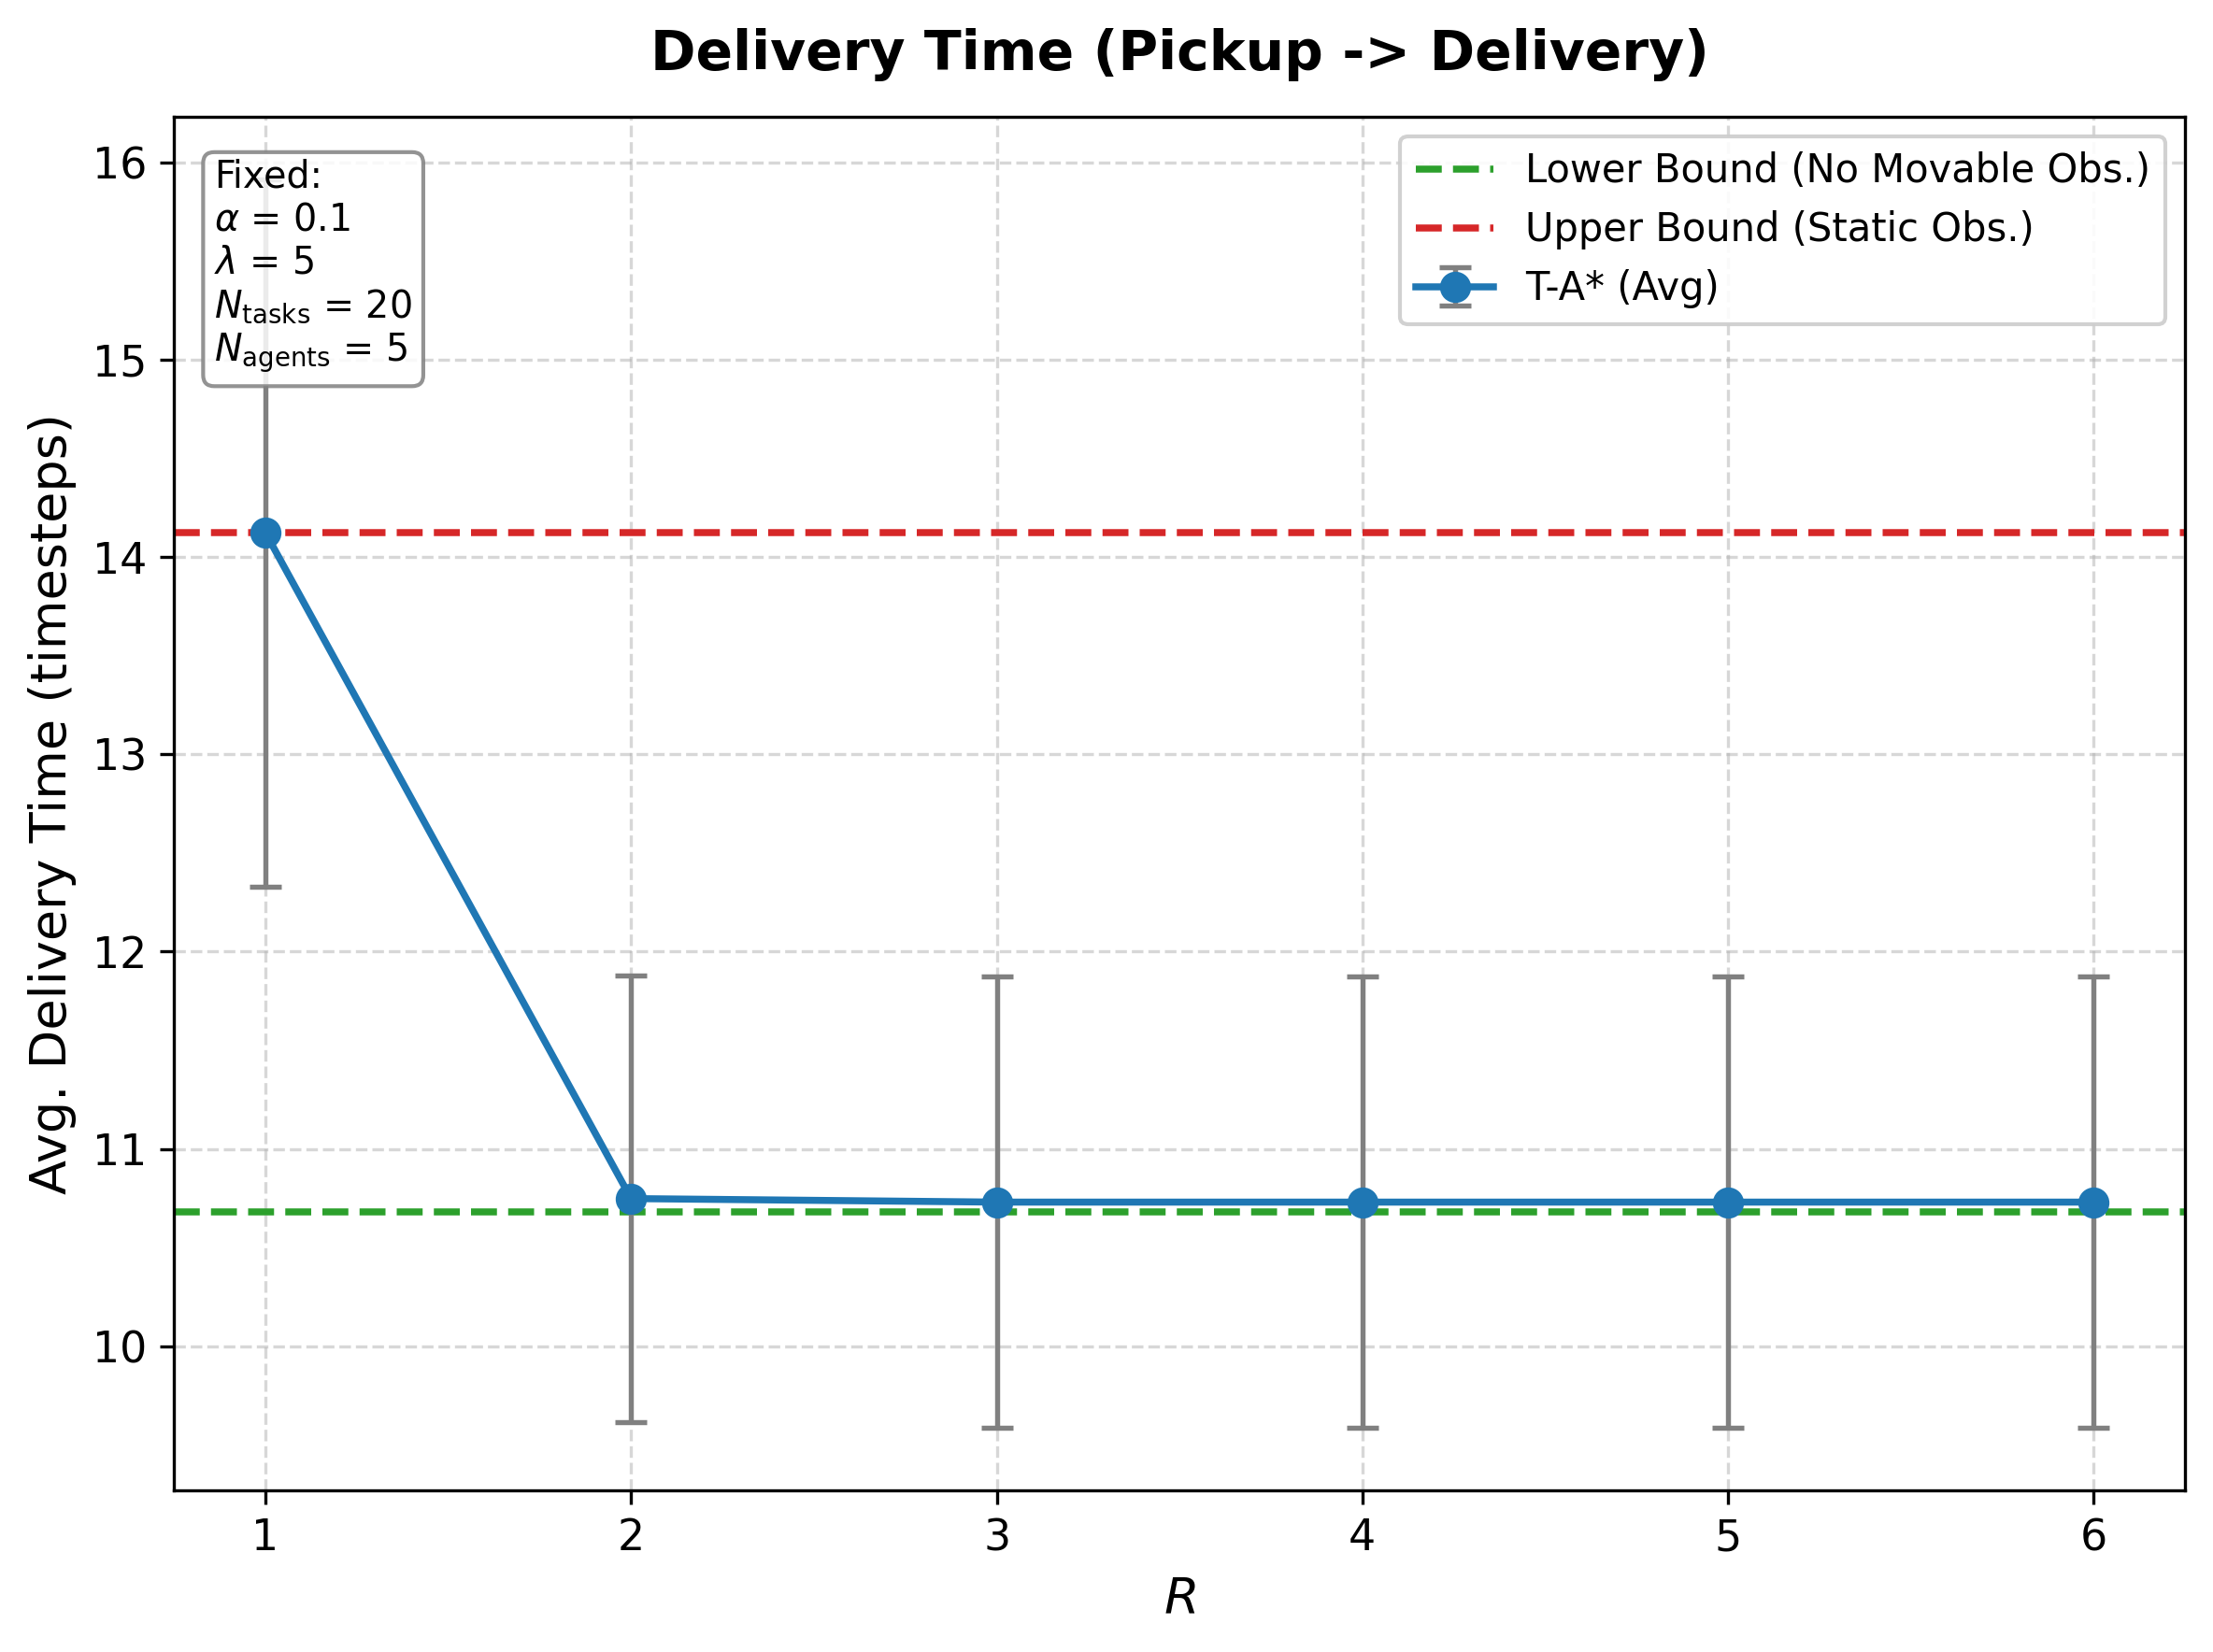 Delivery Time (Pickup -> Delivery)
Fixed:
α = 0.1
λ = 5
N_tasks = 20
N_agents = 5
Lower Bound (No Movable Obs.)
Upper Bound (Static Obs.)
T-A* (Avg)
Avg. Delivery Time (timesteps)
16
15
14
13
12
11
10
1 2 3 4 5 6
R